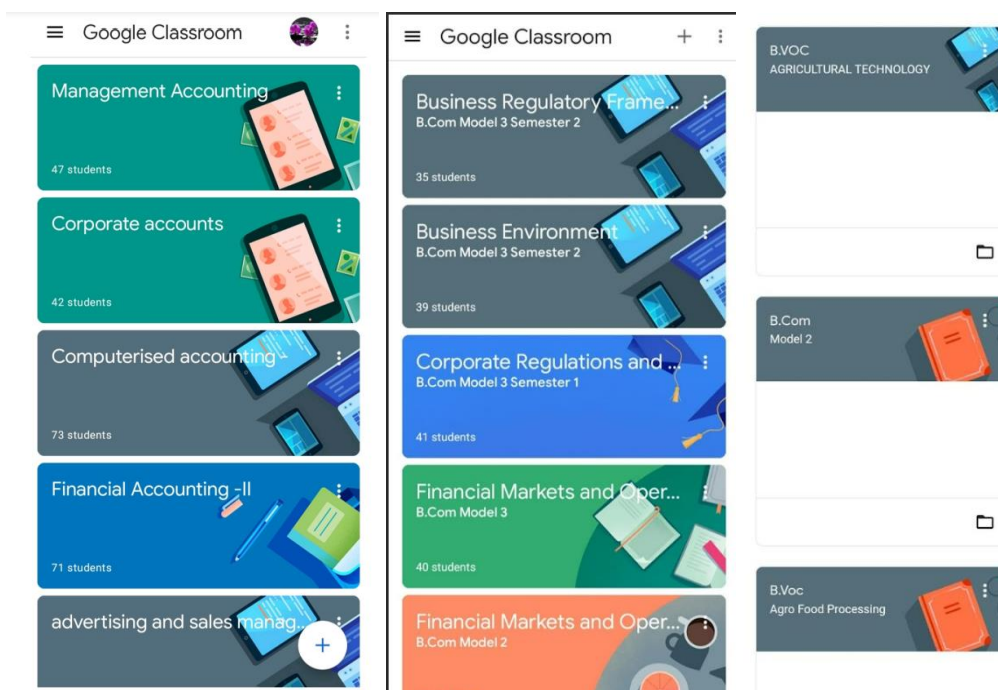 Google Classroom
Management Accounting
47 students
Corporate accounts
42 students
Computerised accounting
73 students
Financial Accounting -II
71 students
advertising and sales manag...
+
Google Classroom
+
Business Regulatory Frame...
B.Com Model 3 Semester 2
35 students
Business Environment
B.Com Model 3 Semester 2
39 students
Corporate Regulations and ...
B.Com Model 3 Semester 1
41 students
Financial Markets and Oper...
B.Com Model 3
40 students
Financial Markets and Oper...
B.Com Model 2
B.VOC
AGRICULTURAL TECHNOLOGY
B.Com
Model 2
B.Voc
Agro Food Processing